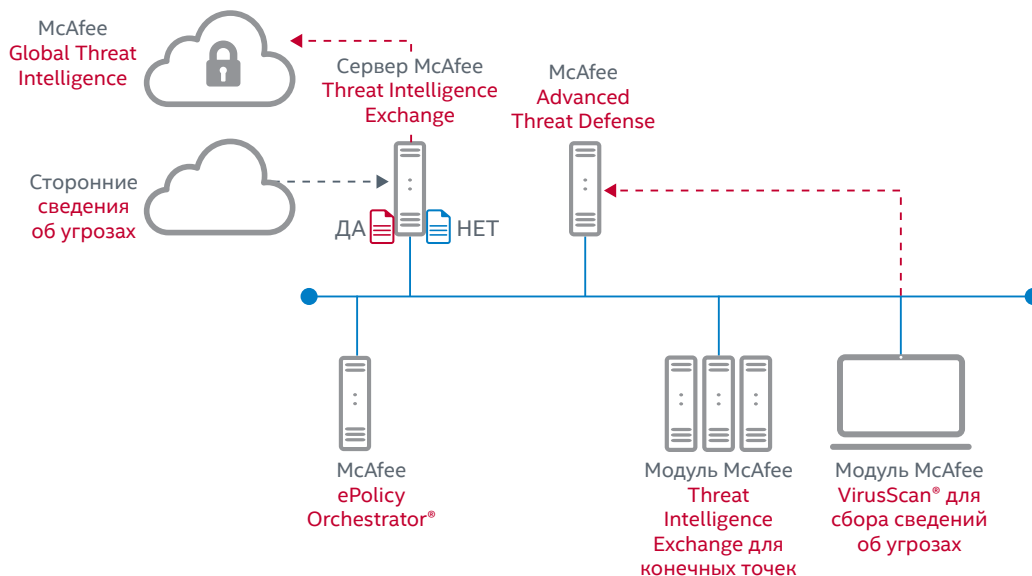 McAfee
Global Threat
Intelligence
Сервер McAfee
Threat Intelligence
Exchange
McAfee
Advanced
Threat Defense
Сторонние
сведения
об угрозах
ДА
НЕТ
McAfee
ePolicy
Orchestrator®
Модуль McAfee
Threat
Intelligence
Exchange для
конечных точек
Модуль McAfee
VirusScan® для
сбора сведений
об угрозах